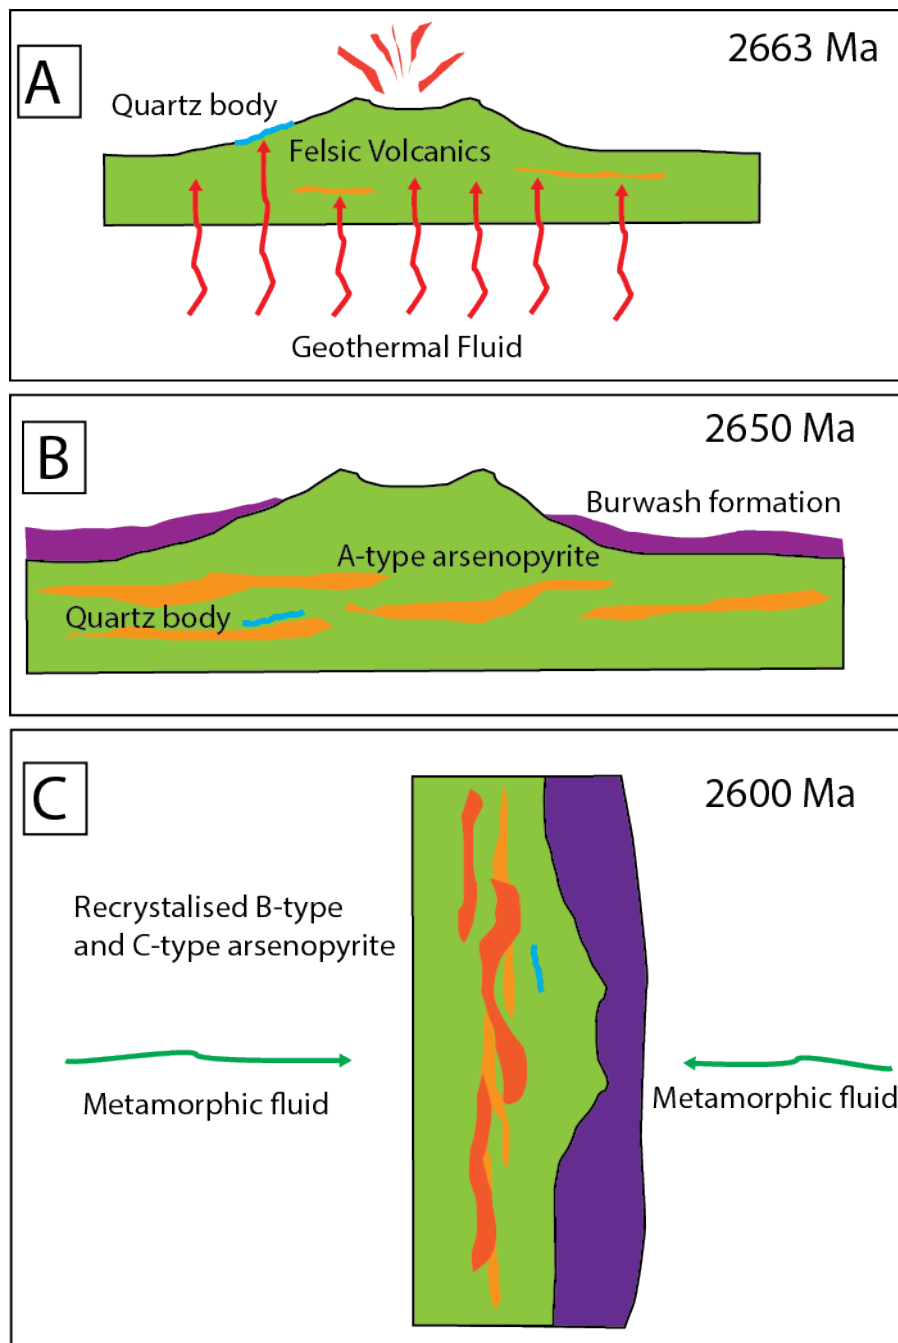 A
2663 Ma
Quartz body
Felsic Volcanics
Geothermal Fluid
B
2650 Ma
Burwash formation
A-type arsenopyrite
Quartz body
C
2600 Ma
Recrystalised B-type
and C-type arsenopyrite
Metamorphic fluid
Metamorphic fluid